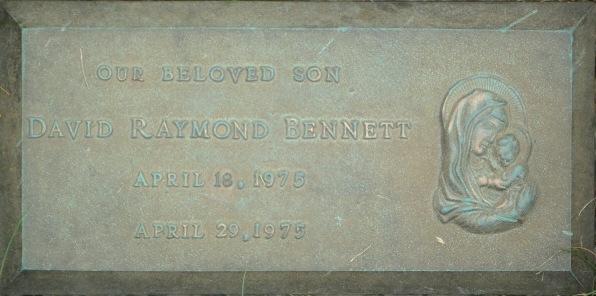 OUR BELOVED SON
DAVID RAYMOND BENNETT
APRIL 18, 1975
APRIL 29, 1975